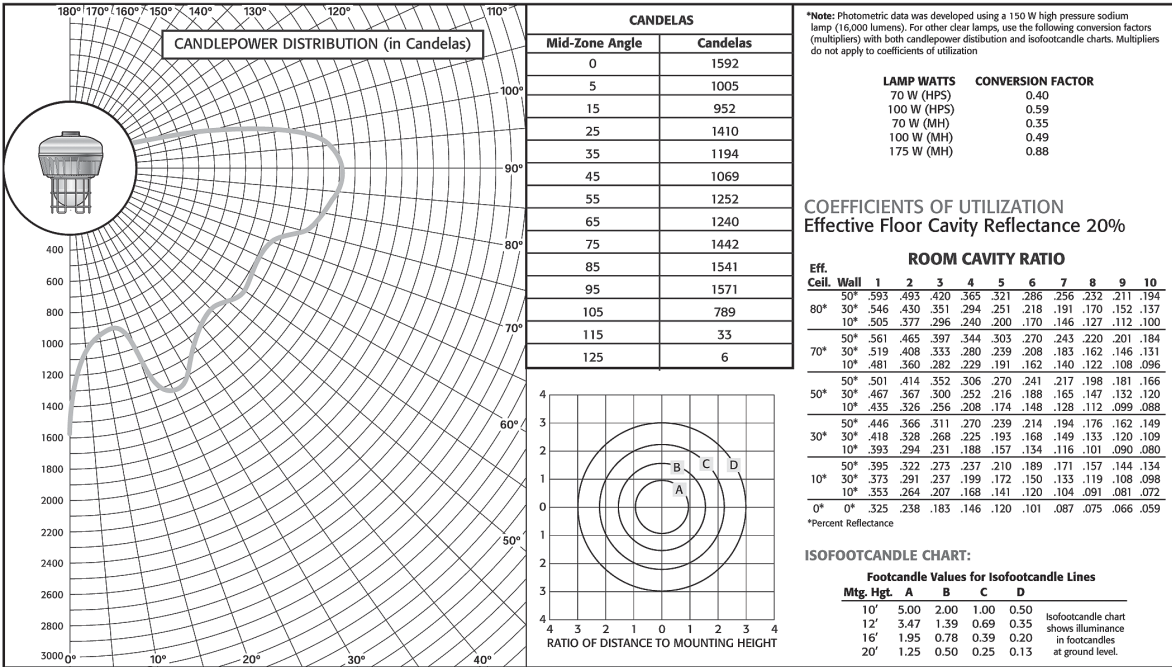 180° 170° 160° 150° 130° 120° 110°
CANDLEPOWER DISTRIBUTION (in Candelas)
100°
90°
80°
70°
60°
50°
400
600
800
1000
1200
1400
1600
1800
2000
2200
2400
2600
2800
3000
0° 10° 20° 30° 40°
CANDELAS
Mid-Zone Angle Candelas
0 1592
5 1005
15 952
25 1410
35 1194
45 1069
55 1252
65 1240
75 1442
85 1541
95 1571
105 789
115 33
125 6
4
3
2
1
0
1
2
3
4
A
B
C
D
4 3 2 1 0 1 2 3 4
RATIO OF DISTANCE TO MOUNTING HEIGHT
*Note: Photometric data was developed using a 150 W high pressure sodium
lamp (16,000 lumens). For other clear lamps, use the following conversion factors
(multipliers) with both candlepower distibution and isofootcandle charts. Multipliers
do not apply to coefficients of utilization
LAMP WATTS CONVERSION FACTOR
70 W (HPS) 0.40
100 W (HPS) 0.59
70 W (MH) 0.35
100 W (MH) 0.49
175 W (MH) 0.88
COEFFICIENTS OF UTILIZATION
Effective Floor Cavity Reflectance 20%
ROOM CAVITY RATIO
Eff.
Ceil. Wall 1 2 3 4 5 6 7 8 9 10
50* .593 .493 .420 .365 .321 .286 .256 .232 .211 .194
80* 30* .546 .430 .351 .294 .251 .218 .191 .170 .152 .137
10* .505 .377 .296 .240 .200 .170 .146 .127 .112 .100
50* .561 .465 .397 .344 .303 .270 .243 .220 .201 .184
70* 30* .519 .408 .333 .280 .239 .208 .183 .162 .146 .131
10* .481 .360 .282 .229 .191 .162 .140 .122 .108 .096
50* .501 .414 .352 .306 .270 .241 .217 .198 .181 .166
50* 30* .467 .367 .300 .252 .216 .188 .165 .147 .132 .120
10* .435 .326 .256 .208 .174 .148 .128 .112 .099 .088
50* .446 .366 .311 .270 .239 .214 .194 .176 .162 .149
30* 30* .418 .328 .268 .225 .193 .168 .149 .133 .120 .109
10* .393 .294 .231 .188 .157 .134 .116 .101 .090 .080
50* .395 .322 .273 .237 .210 .189 .171 .157 .144 .134
10* 30* .373 .291 .237 .199 .172 .150 .133 .119 .108 .098
10* .353 .264 .207 .168 .141 .120 .104 .091 .081 .072
0* 0* .325 .238 .183 .146 .120 .101 .087 .075 .066 .059
*Percent Reflectance
ISOFOOTCANDLE CHART:
Footcandle Values for Isofootcandle Lines
Mtg. Hgt. A B C D
10′ 5.00 2.00 1.00 0.50
12′ 3.47 1.39 0.69 0.35
16′ 1.95 0.78 0.39 0.20
20′ 1.25 0.50 0.25 0.13
Isofootcandle chart
shows illuminance
in footcandles
at ground level.